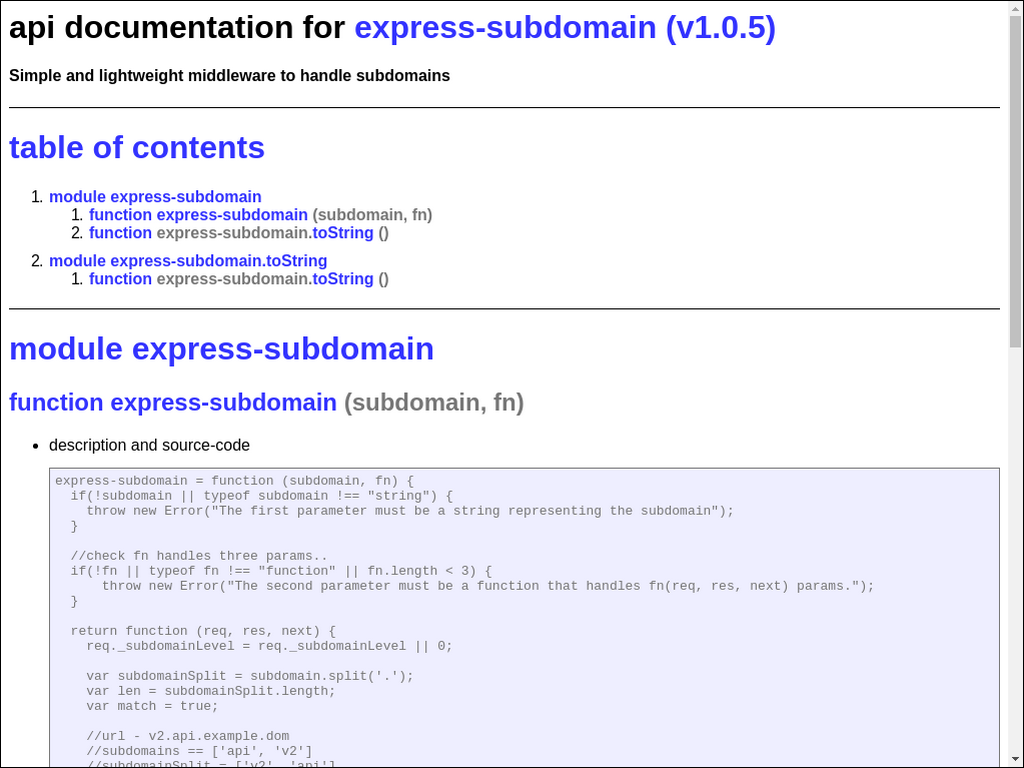 api documentation for express-subdomain (v1.0.5)
Simple and lightweight middleware to handle subdomains
table of contents
1. module express-subdomain
1. function express-subdomain (subdomain, fn)
2. function express-subdomain.toString ()
2. module express-subdomain.toString
1. function express-subdomain.toString ()
module express-subdomain
function express-subdomain (subdomain, fn)
• description and source-code
express-subdomain = function (subdomain, fn) {
  if(!subdomain || typeof subdomain !== "string") {
    throw new Error("The first parameter must be a string representing the subdomain");
  }
  //check fn handles three params..
  if(!fn || typeof fn !== "function" || fn.length < 3) {
      throw new Error("The second parameter must be a function that handles fn(req, res, next) params.");
  }
  return function (req, res, next) {
    req._subdomainLevel = req._subdomainLevel || 0;
    var subdomainSplit = subdomain.split('.');
    var len = subdomainSplit.length;
    var match = true;
    //url - v2.api.example.dom
    //subdomains == ['api', 'v2']
    //subdomainSplit = ['v2', 'api']